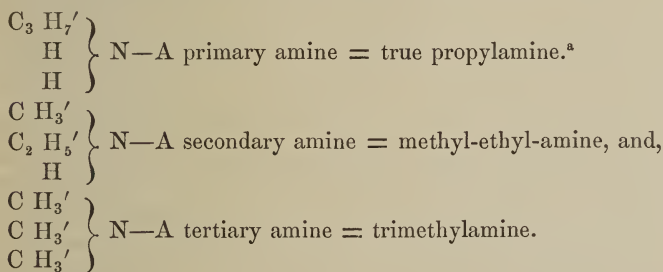 C₃ H₇′
H } N—A primary amine = true propylamine.ᵃ
H
C H₃′
C₂ H₅′ } N—A secondary amine = methyl-ethyl-amine, and,
H
C H₃′
C H₃′ } N—A tertiary amine = trimethylamine.
C H₃′